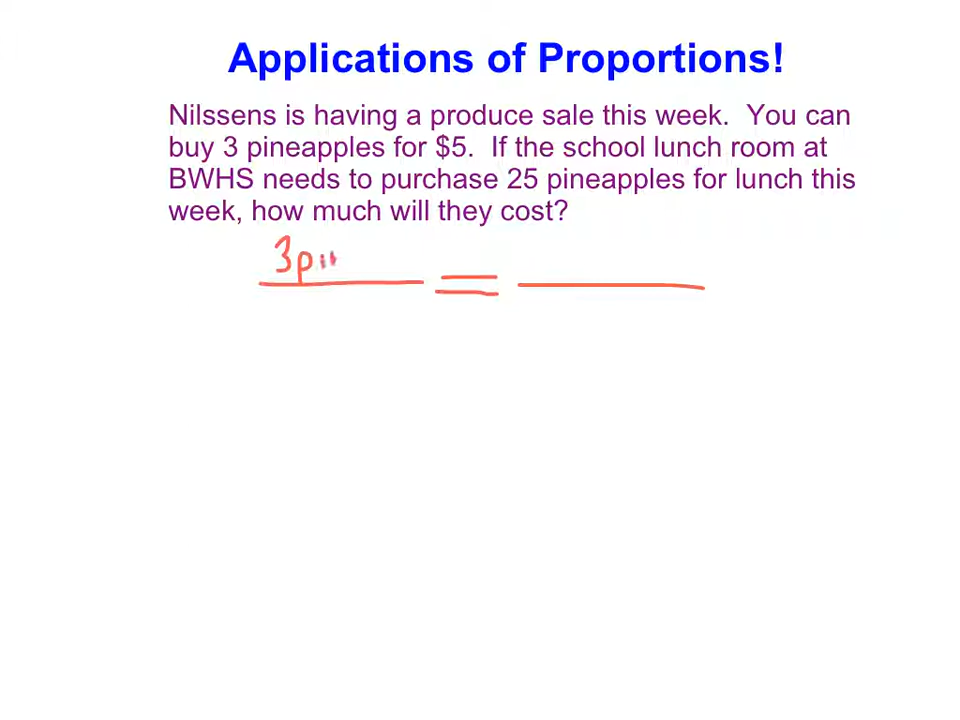 Applications of Proportions!
Nilssens is having a produce sale this week. You can
buy 3 pineapples for $5. If the school lunch room at
BWHS needs to purchase 25 pineapples for lunch this
week, how much will they cost?
3 =